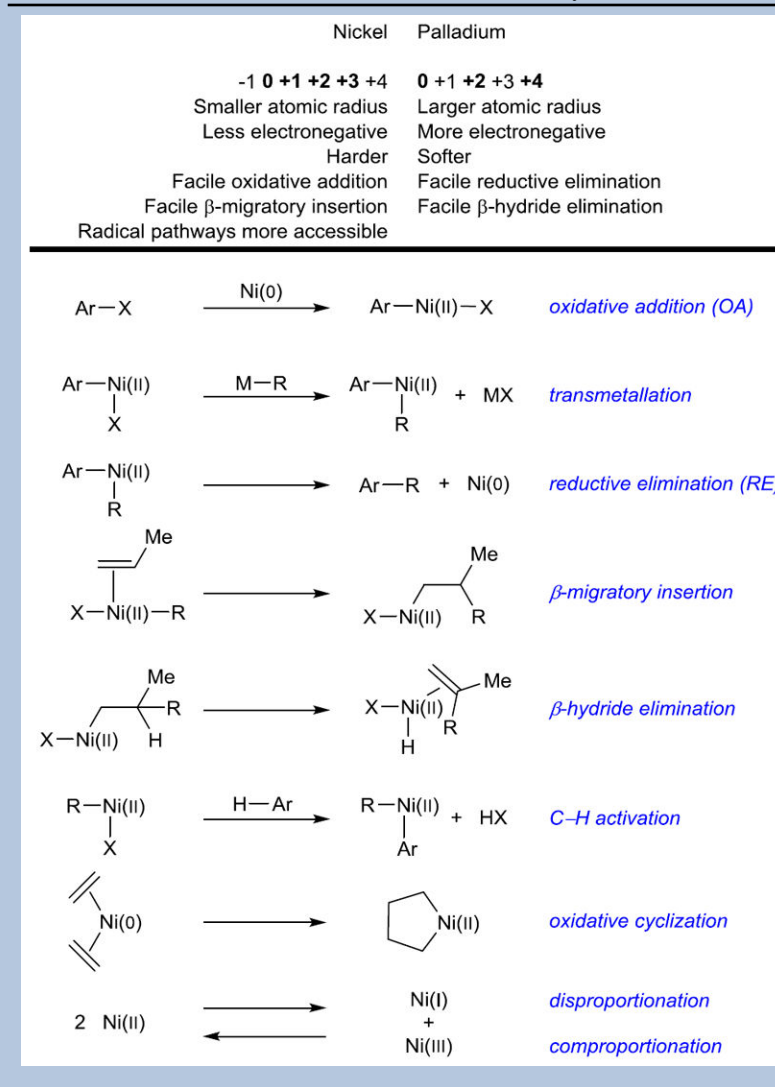 Nickel Palladium
-1 0 +1 +2 +3 +4 0 +1 +2 +3 +4
Smaller atomic radius Larger atomic radius
Less electronegative More electronegative
Harder Softer
Facile oxidative addition Facile reductive elimination
Facile β-migratory insertion Facile β-hydride elimination
Radical pathways more accessible
Ar—X Ni(0) Ar—Ni(II)—X oxidative addition (OA)
Ar—Ni(II) M—R Ar—Ni(II) + MX transmetallation
X R
Ar—Ni(II) Ar—R + Ni(0) reductive elimination (RE)
R
Me Me
X—Ni(II)—R X—Ni(II) R β-migratory insertion
Me
R Me
X—Ni(II) H X—Ni(II) R β-hydride elimination
H
R—Ni(II) H—Ar R—Ni(II) + HX C–H activation
X Ar
Ni(0) Ni(II) oxidative cyclization
2 Ni(II) Ni(I) disproportionation
+
Ni(III) comproportionation